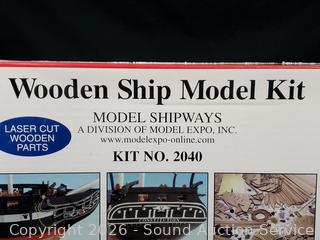 Wooden Ship Model Kit
MODEL SHIPWAYS
A DIVISION OF MODEL EXPO, INC.
www.modelexpo-online.com
KIT NO. 2040
LASER CUT
WOODEN
PARTS
CONSTITUTION
Copyright 2026 - Sound Auction Service